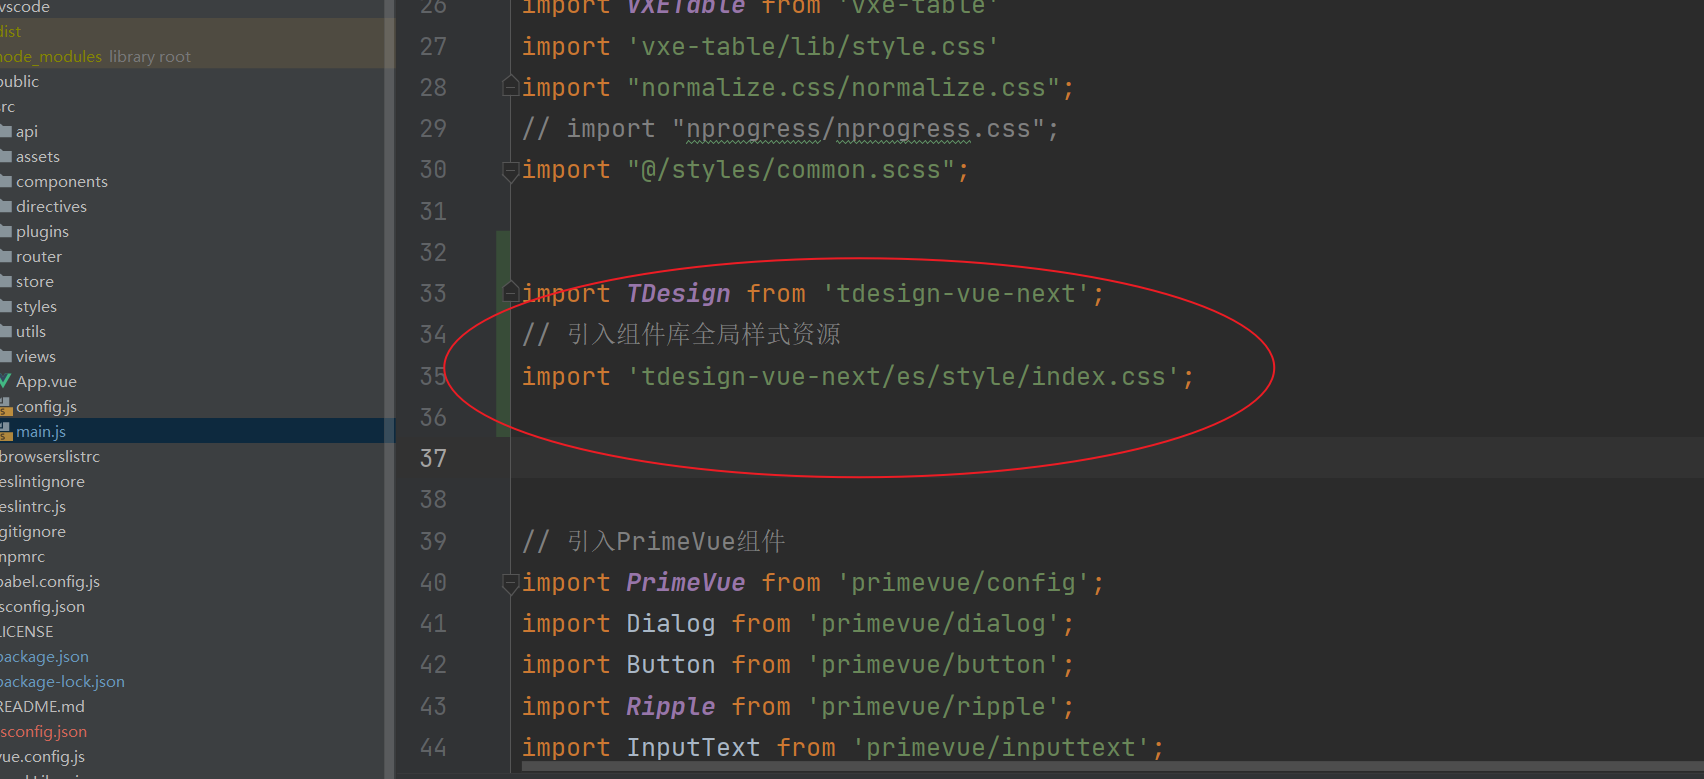 vscode
dist
node_modules library root
public
src
api
assets
components
directives
plugins
router
store
styles
utils
views
App.vue
config.js
main.js
browserslistrc
eslintignore
eslintrc.js
gitignore
npmrc
babel.config.js
sconfig.json
LICENSE
package.json
package-lock.json
README.md
sconfig.json
vue.config.js
26 import VXETable from 'vxe-table'
27 import 'vxe-table/lib/style.css'
28 import "normalize.css/normalize.css";
29 // import "nprogress/nprogress.css";
30 import "@/styles/common.scss";
31
32
33 import TDesign from 'tdesign-vue-next';
34 // 引入组件库全局样式资源
35 import 'tdesign-vue-next/es/style/index.css';
36
37
38
39 // 引入PrimeVue组件
40 import PrimeVue from 'primevue/config';
41 import Dialog from 'primevue/dialog';
42 import Button from 'primevue/button';
43 import Ripple from 'primevue/ripple';
44 import InputText from 'primevue/inputtext';